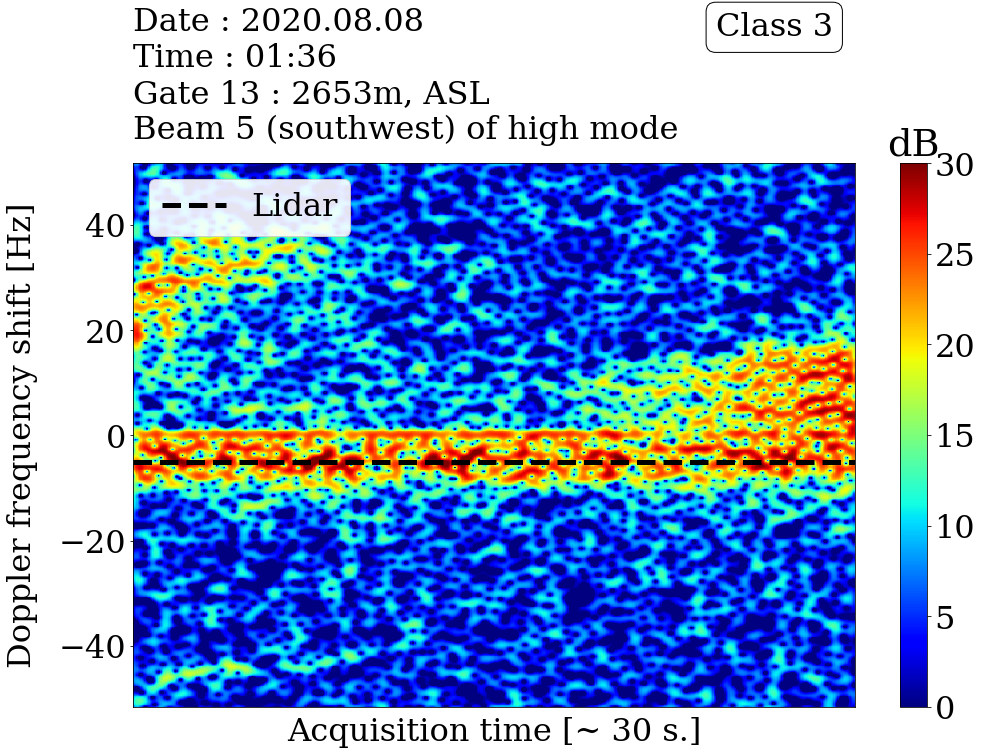 Date : 2020.08.08
Time : 01:36
Gate 13 : 2653m, ASL
Beam 5 (southwest) of high mode
Class 3
dB
Lidar
Doppler frequency shift [Hz]
40
20
0
−20
−40
30
25
20
15
10
5
0
Acquisition time [~ 30 s.]